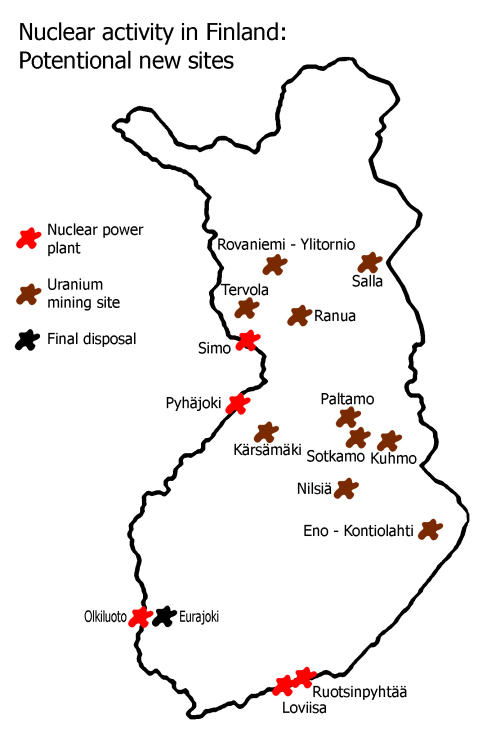 Nuclear activity in Finland:
Potentional new sites
Nuclear power
plant
Uranium
mining site
Final disposal
Rovaniemi - Ylitornio
Salla
Tervola
Ranua
Simo
Pyhäjoki
Paltamo
Kärsämäki
Sotkamo
Kuhmo
Nilsiä
Eno - Kontiolahti
Olkiluoto
Eurajoki
Ruotsinpyhtää
Loviisa